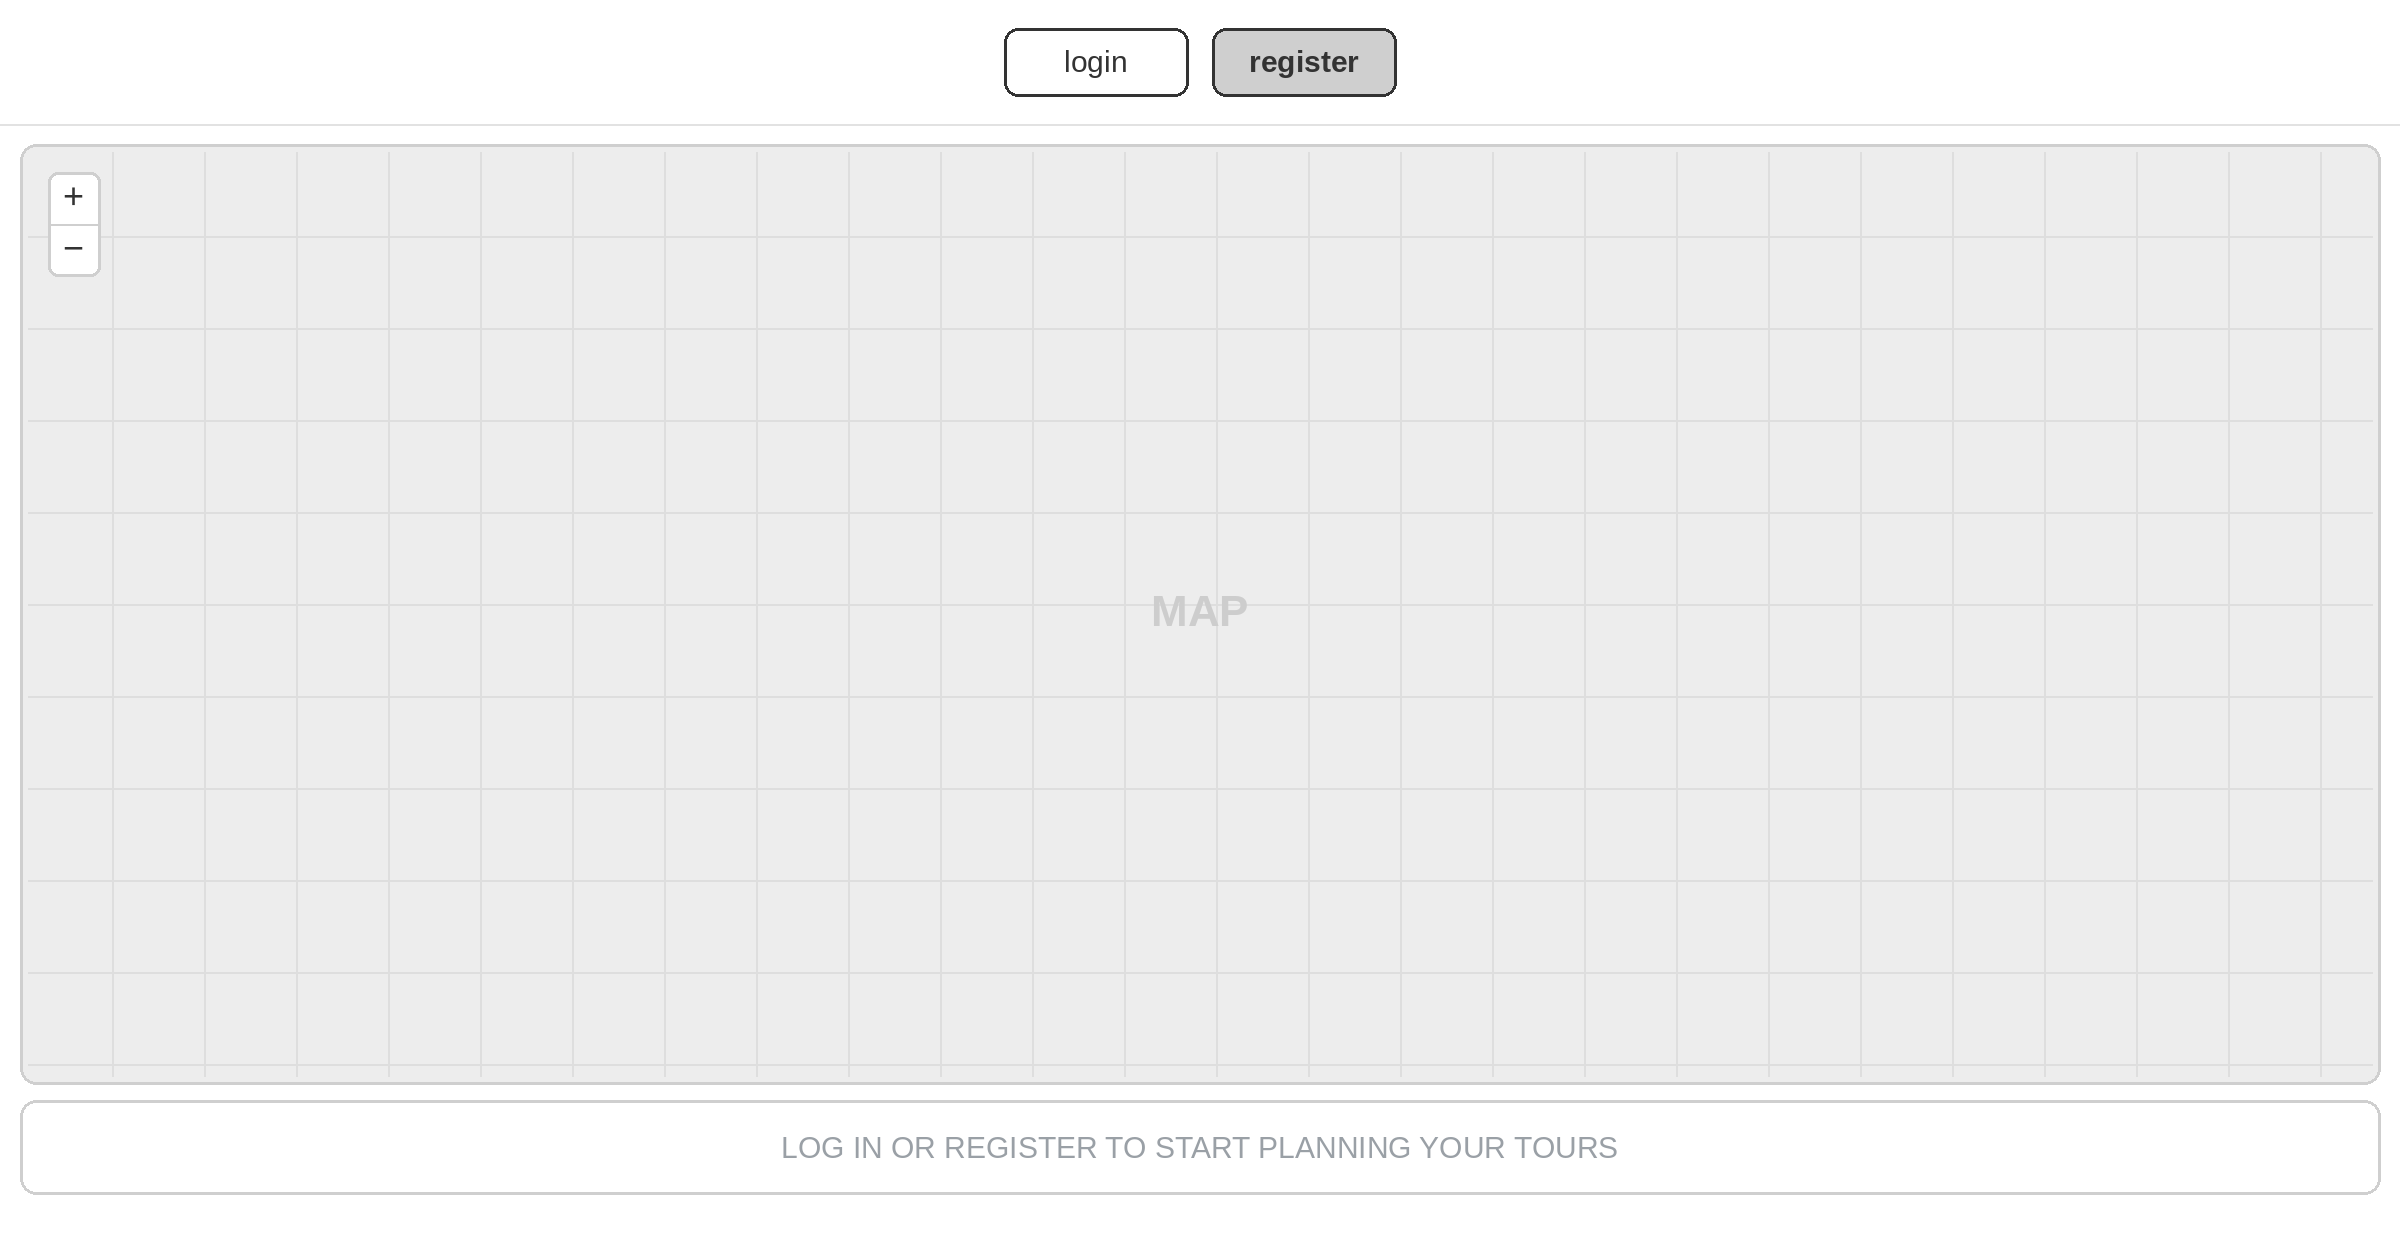 login register
+
−
MAP
LOG IN OR REGISTER TO START PLANNING YOUR TOURS